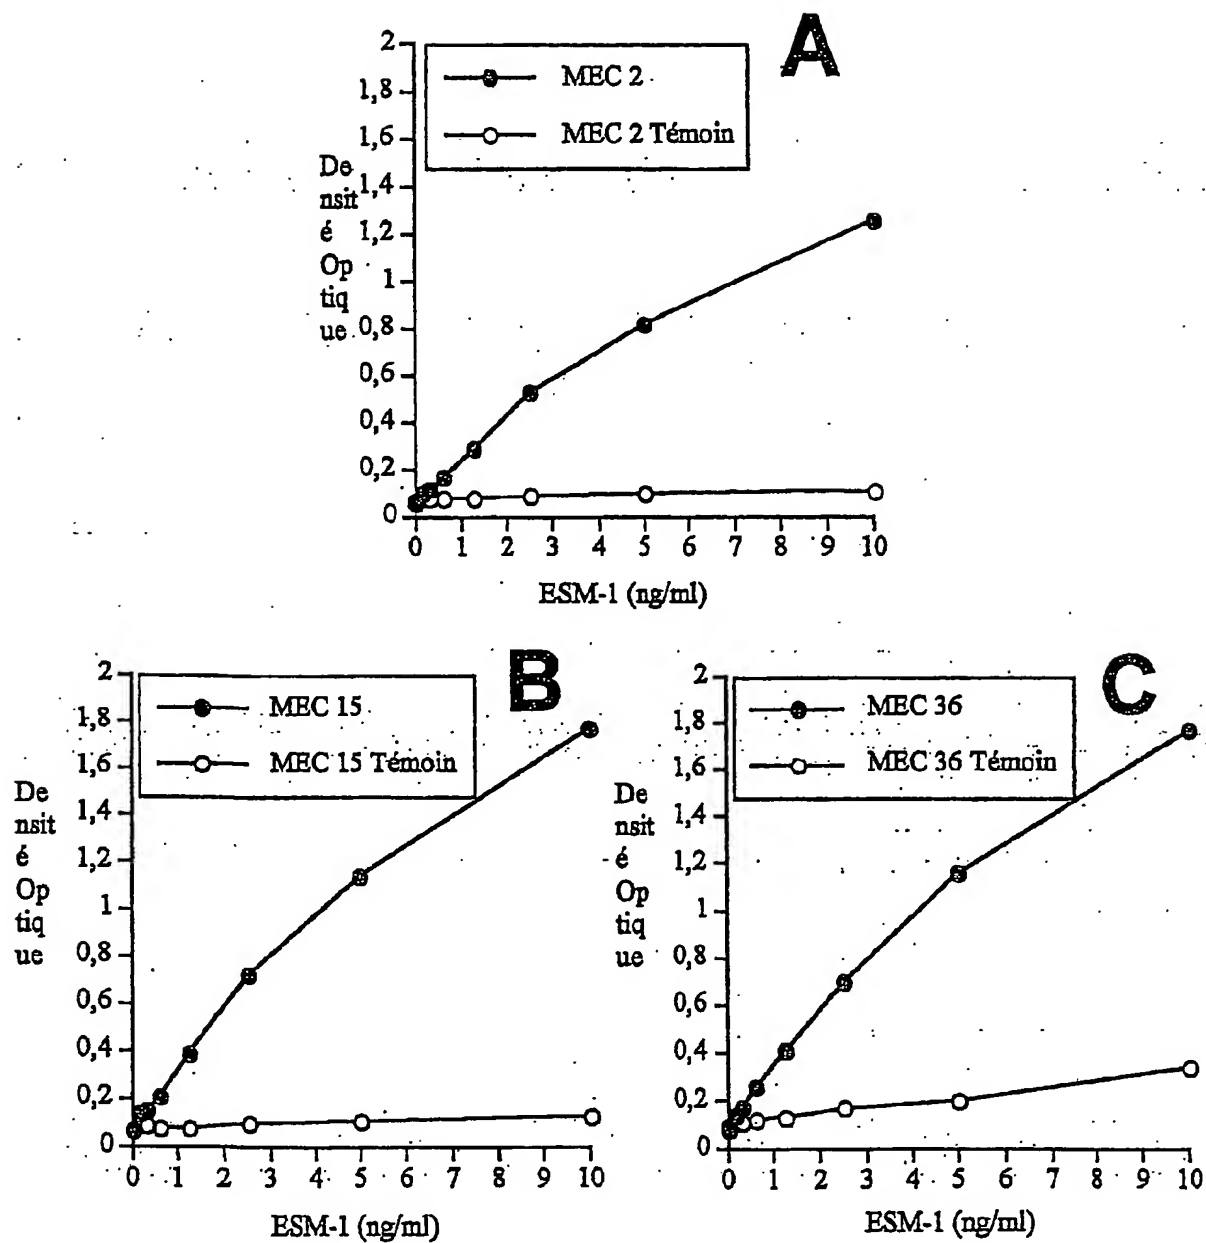 A
MEC 2
MEC 2 Témoin
De
nsit
é
Op
tiq
ue
2
1,8
1,6
1,4
1,2
1
0,8
0,6
0,4
0,2
0
0 1 2 3 4 5 6 7 8 9 10
ESM-1 (ng/ml)
B
MEC 15
MEC 15 Témoin
De
nsit
é
Op
tiq
ue
2
1,8
1,6
1,4
1,2
1
0,8
0,6
0,4
0,2
0
0 1 2 3 4 5 6 7 8 9 10
ESM-1 (ng/ml)
C
MEC 36
MEC 36 Témoin
De
nsit
é
Op
tiq
ue
2
1,8
1,6
1,4
1,2
1
0,8
0,6
0,4
0,2
0
0 1 2 3 4 5 6 7 8 9 10
ESM-1 (ng/ml)